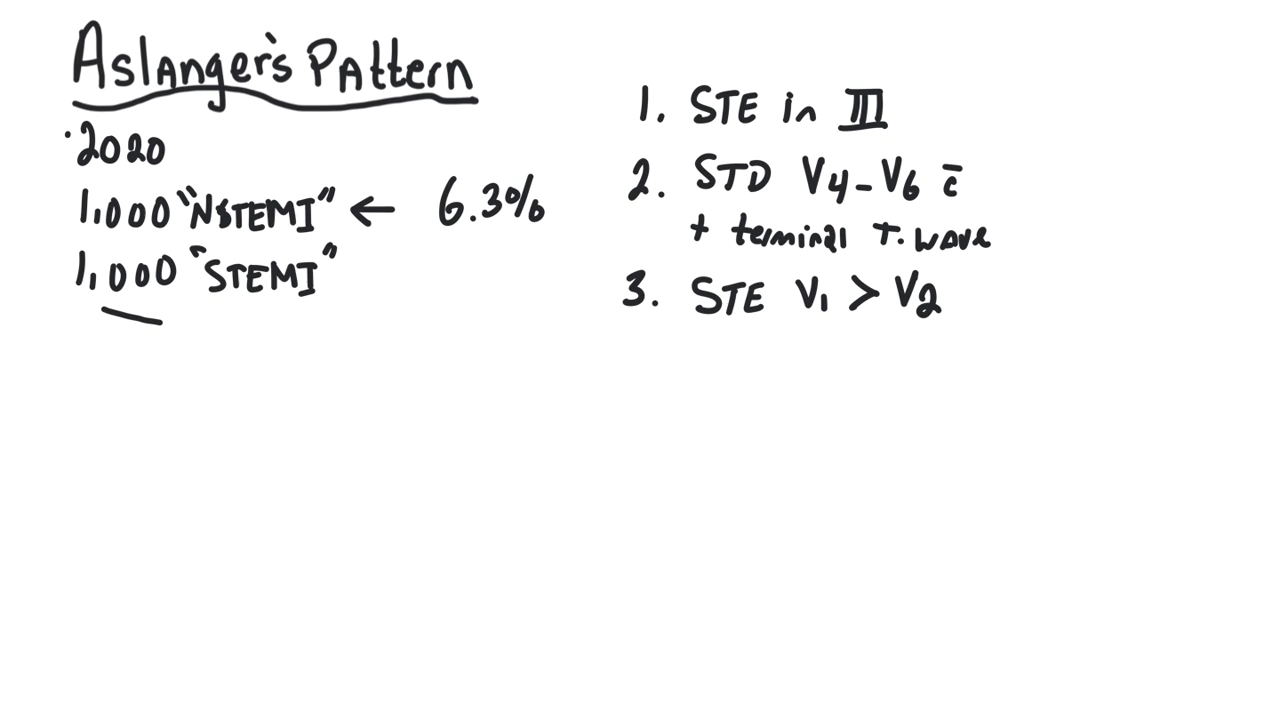 Aslanger's Pattern
·2020
1,000 "NSTEMI" ← 6.3%
1,000 "STEMI"
1. STE in III
2. STD V4-V6 c̄
+ terminal T. wave
3. STE V1 > V2